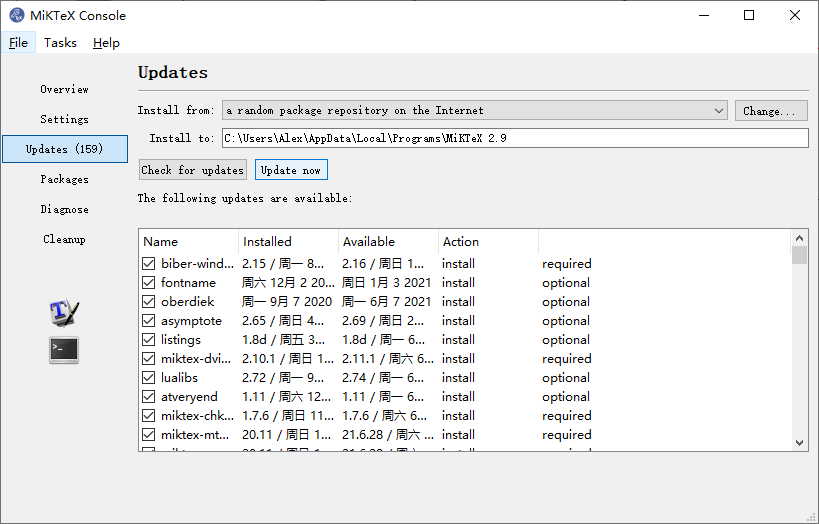 MiKTeX Console
File Tasks Help
Updates
Overview
Settings
Updates (159)
Packages
Diagnose
Cleanup
Install from: a random package repository on the Internet Change...
Install to: C:\Users\Alex\AppData\Local\Programs\MiKTeX 2.9
Check for updates Update now
The following updates are available:
Name Installed Available Action
biber-wind... 2.15 / 周一 8... 2.16 / 周日 1... install required
fontname 周六 12月 2 20... 周日 1月 3 2021 install optional
oberdiek 周一 9月 7 2020 周一 6月 7 2021 install optional
asymptote 2.65 / 周日 4... 2.69 / 周日 2... install optional
listings 1.8d / 周五 3... 1.8d / 周一 6... install optional
miktex-dvi... 2.10.1 / 周日 1... 2.11.1 / 周六 6... install required
lualibs 2.72 / 周一 9... 2.74 / 周一 6... install optional
atveryend 1.11 / 周六 12... 1.11 / 周一 6... install optional
miktex-chk... 1.7.6 / 周日 11... 1.7.6 / 周六 6... install required
miktex-mt... 20.11 / 周日 1... 21.6.28 / 周六 ... install required